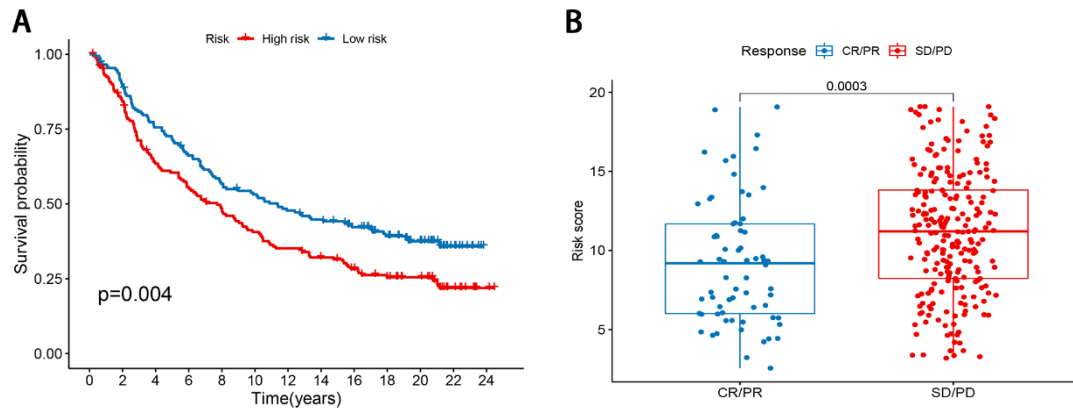 A
Risk High risk Low risk
1.00
0.75
0.50
0.25
0.00
Survival probability
p=0.004
0 2 4 6 8 10 12 14 16 18 20 22 24
Time(years)
B
Response CR/PR SD/PD
0.0003
20
15
10
5
Risk score
CR/PR SD/PD